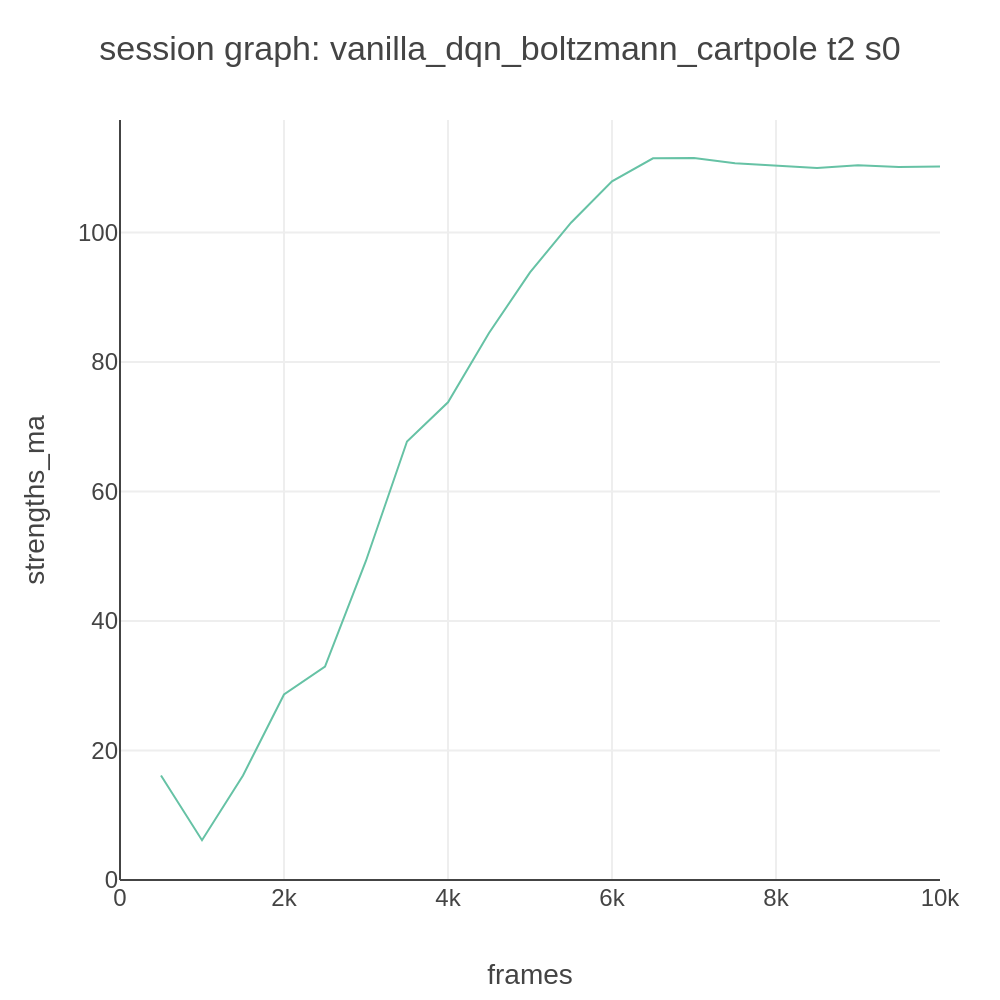 session graph: vanilla_dqn_boltzmann_cartpole t2 s0
strengths_ma
100
80
60
40
20
0
0 2k 4k 6k 8k 10k
frames